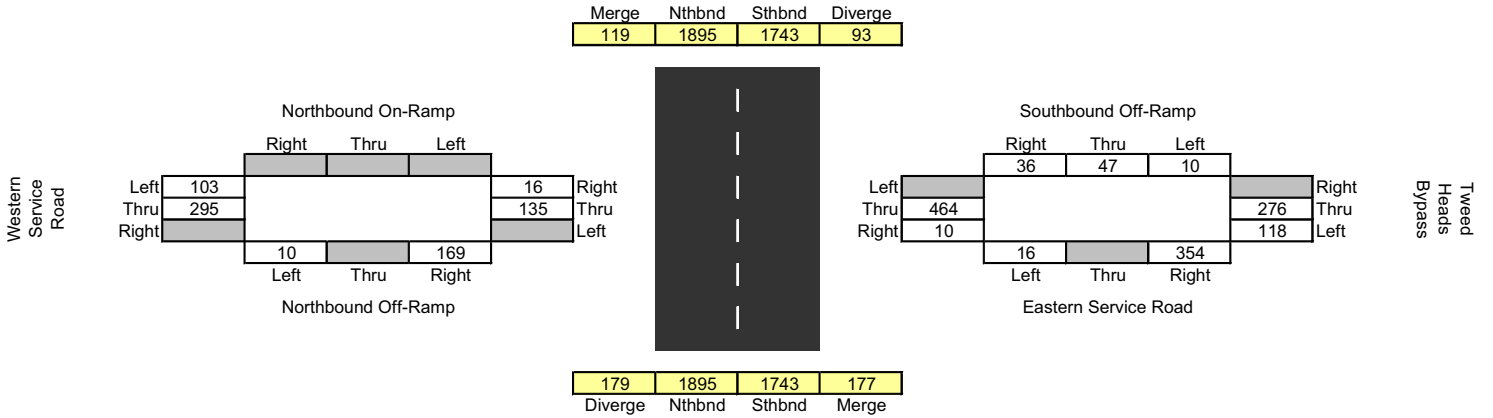 Merge Nthbnd Sthbnd Diverge
119 1895 1743 93
Northbound On-Ramp
Right Thru Left
Western
Service
Road
Left 103
Thru 295
Right
16 Right
135 Thru
Left
10 169
Left Thru Right
Northbound Off-Ramp
Southbound Off-Ramp
Right Thru Left
36 47 10
Left
Thru 464
Right 10
Right
276 Thru
118 Left
16 354
Left Thru Right
Eastern Service Road
Tweed
Heads
Bypass
179 1895 1743 177
Diverge Nthbnd Sthbnd Merge